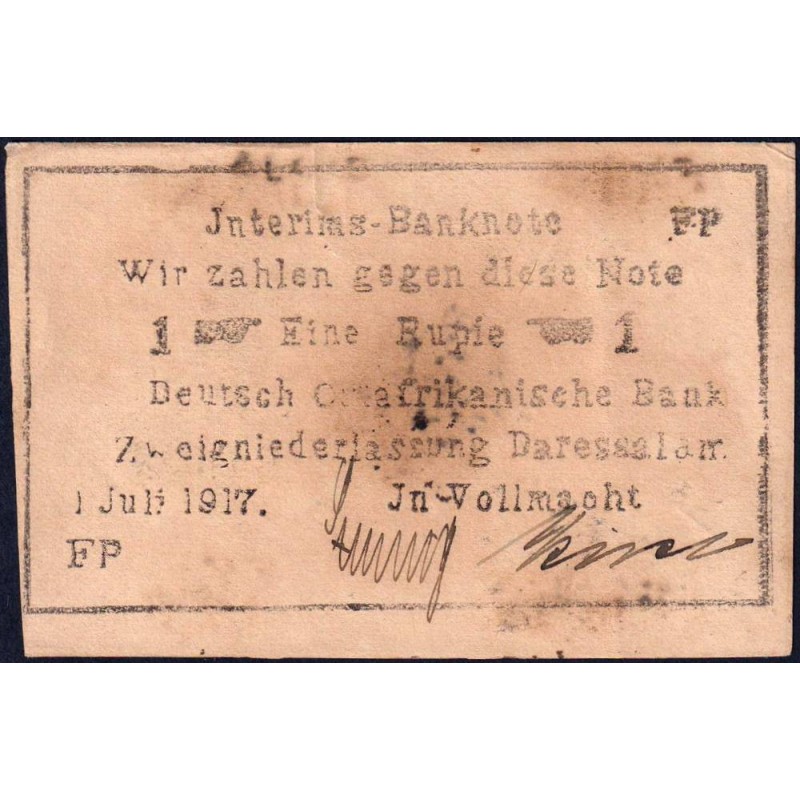 Jnterims-Banknote FP
Wir zahlen gegen diese Note
1 Eine Rupie 1
Deutsch Ostafrikanische Bank
Zweigniederlassung Daressalam
1 Juli 1917. Jn Vollmacht
FP